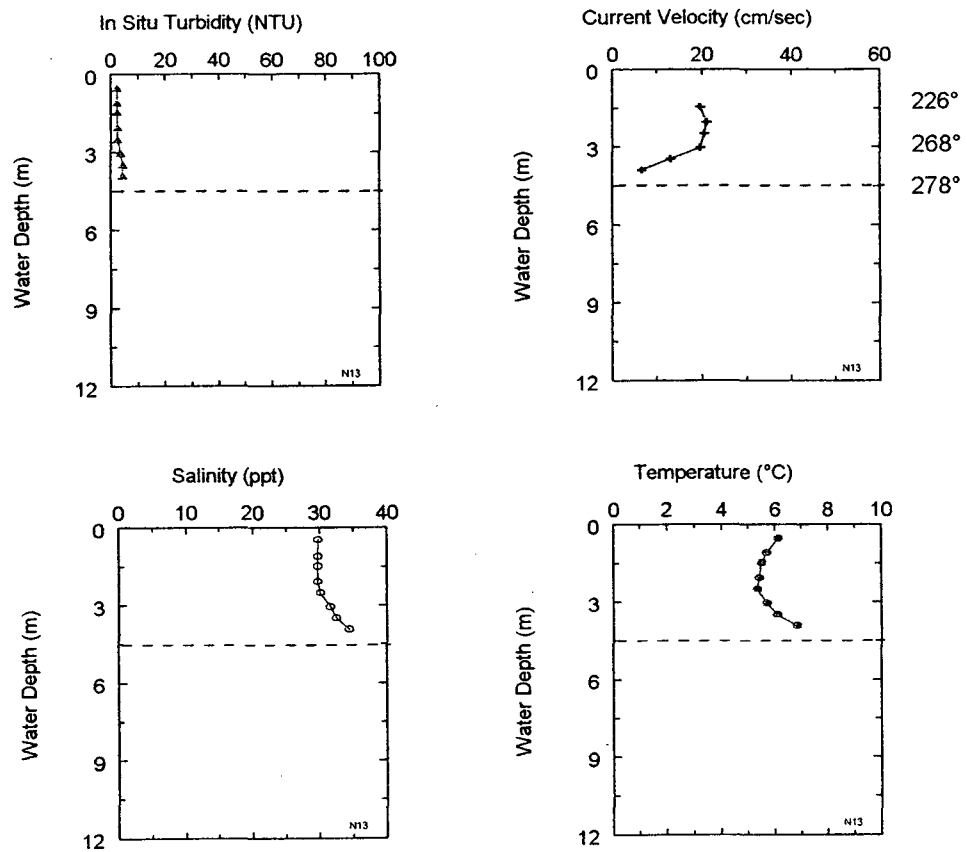 In Situ Turbidity (NTU)
0 20 40 60 80 100
0
3
6
9
12
Water Depth (m)
N13
Current Velocity (cm/sec)
0 20 40 60
0
3
6
9
12
Water Depth (m)
226°
268°
278°
N13
Salinity (ppt)
0 10 20 30 40
0
3
6
9
12
Water Depth (m)
N13
Temperature (°C)
0 2 4 6 8 10
0
3
6
9
12
Water Depth (m)
N13